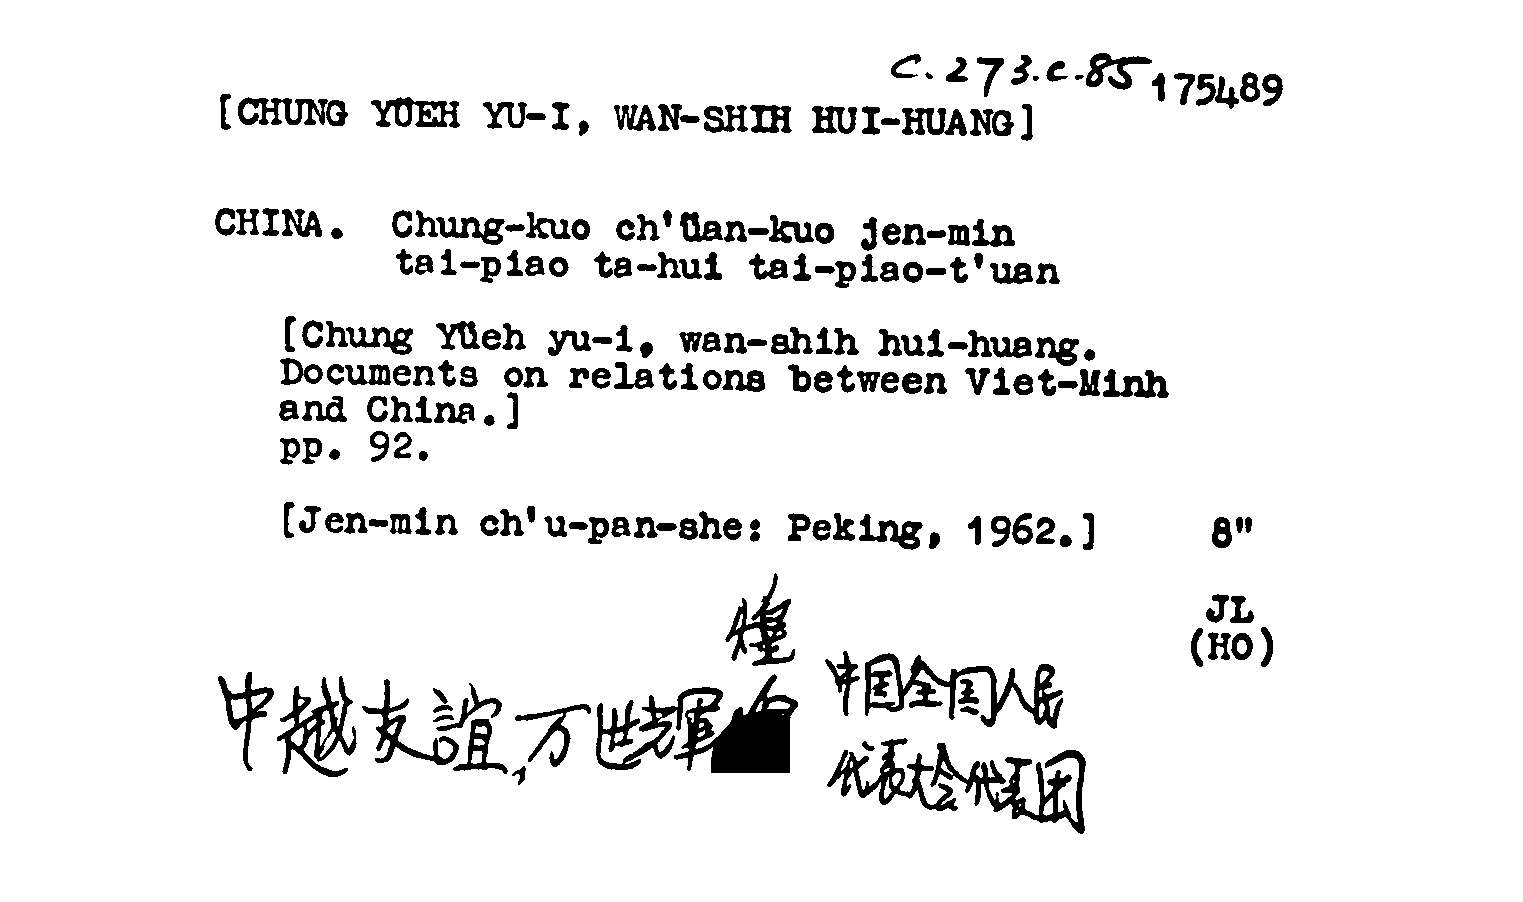 c.273.c.85 175489
[CHUNG YÜEH YU-I, WAN-SHIH HUI-HUANG]
CHINA. Chung-kuo ch'üan-kuo jen-min
tai-piao ta-hui tai-piao-t'uan
[Chung Yüeh yu-i, wan-shih hui-huang.
Documents on relations between Viet-Minh
and China.]
pp. 92.
[Jen-min ch'u-pan-she: Peking, 1962.] 8"
JL
(HO)
煌
中越友誼,万世輝
中国全国人民
代表大会代表团